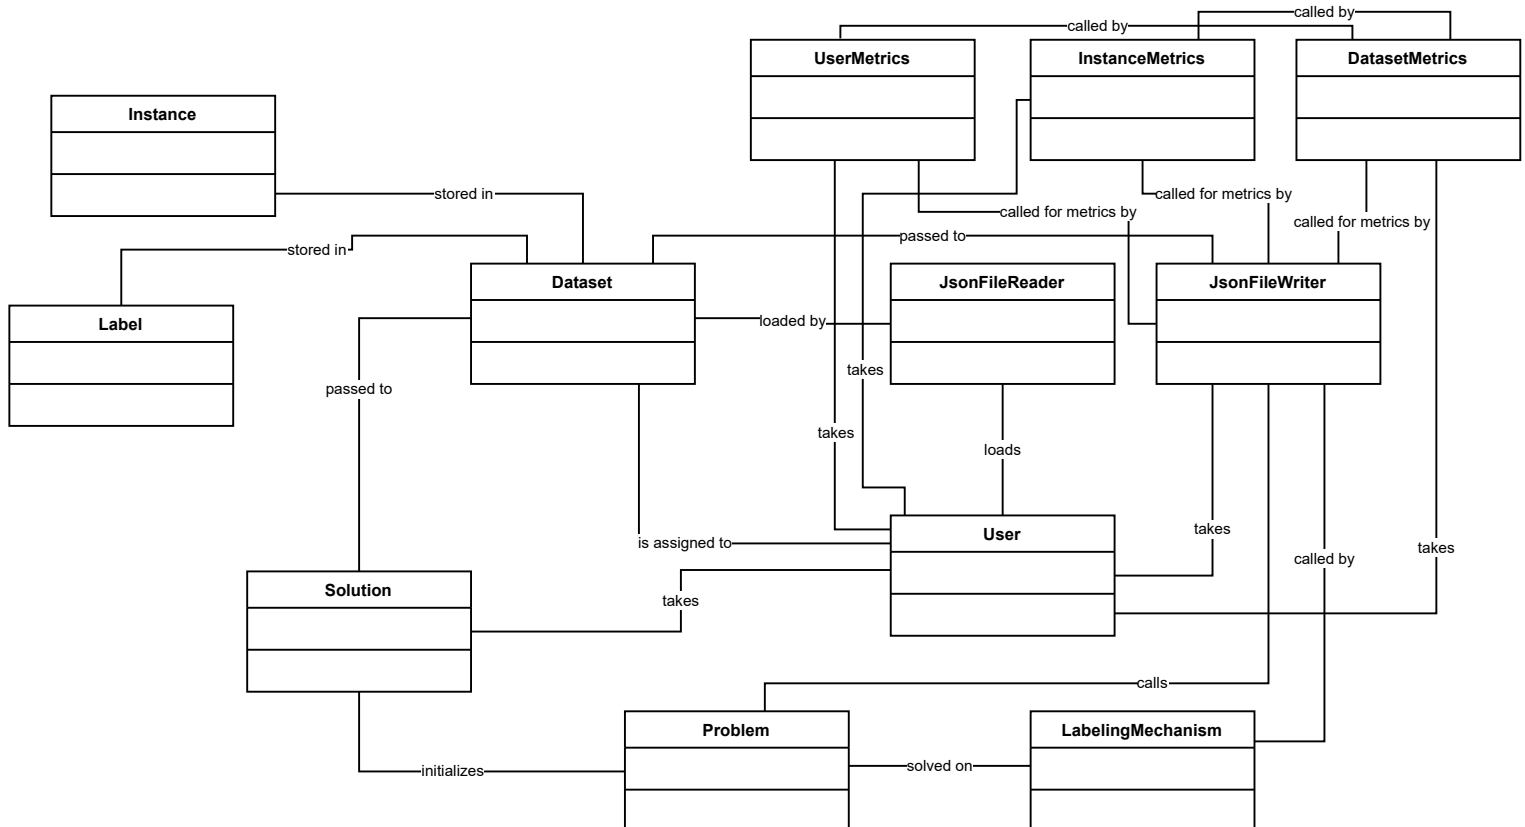 called by
called by
UserMetrics
InstanceMetrics
DatasetMetrics
Instance
stored in
called for metrics by
called for metrics by
called for metrics by
stored in
passed to
Dataset
JsonFileReader
JsonFileWriter
Label
loaded by
passed to
takes
takes
loads
takes
User
is assigned to
takes
called by
Solution
takes
calls
Problem
LabelingMechanism
initializes
solved on